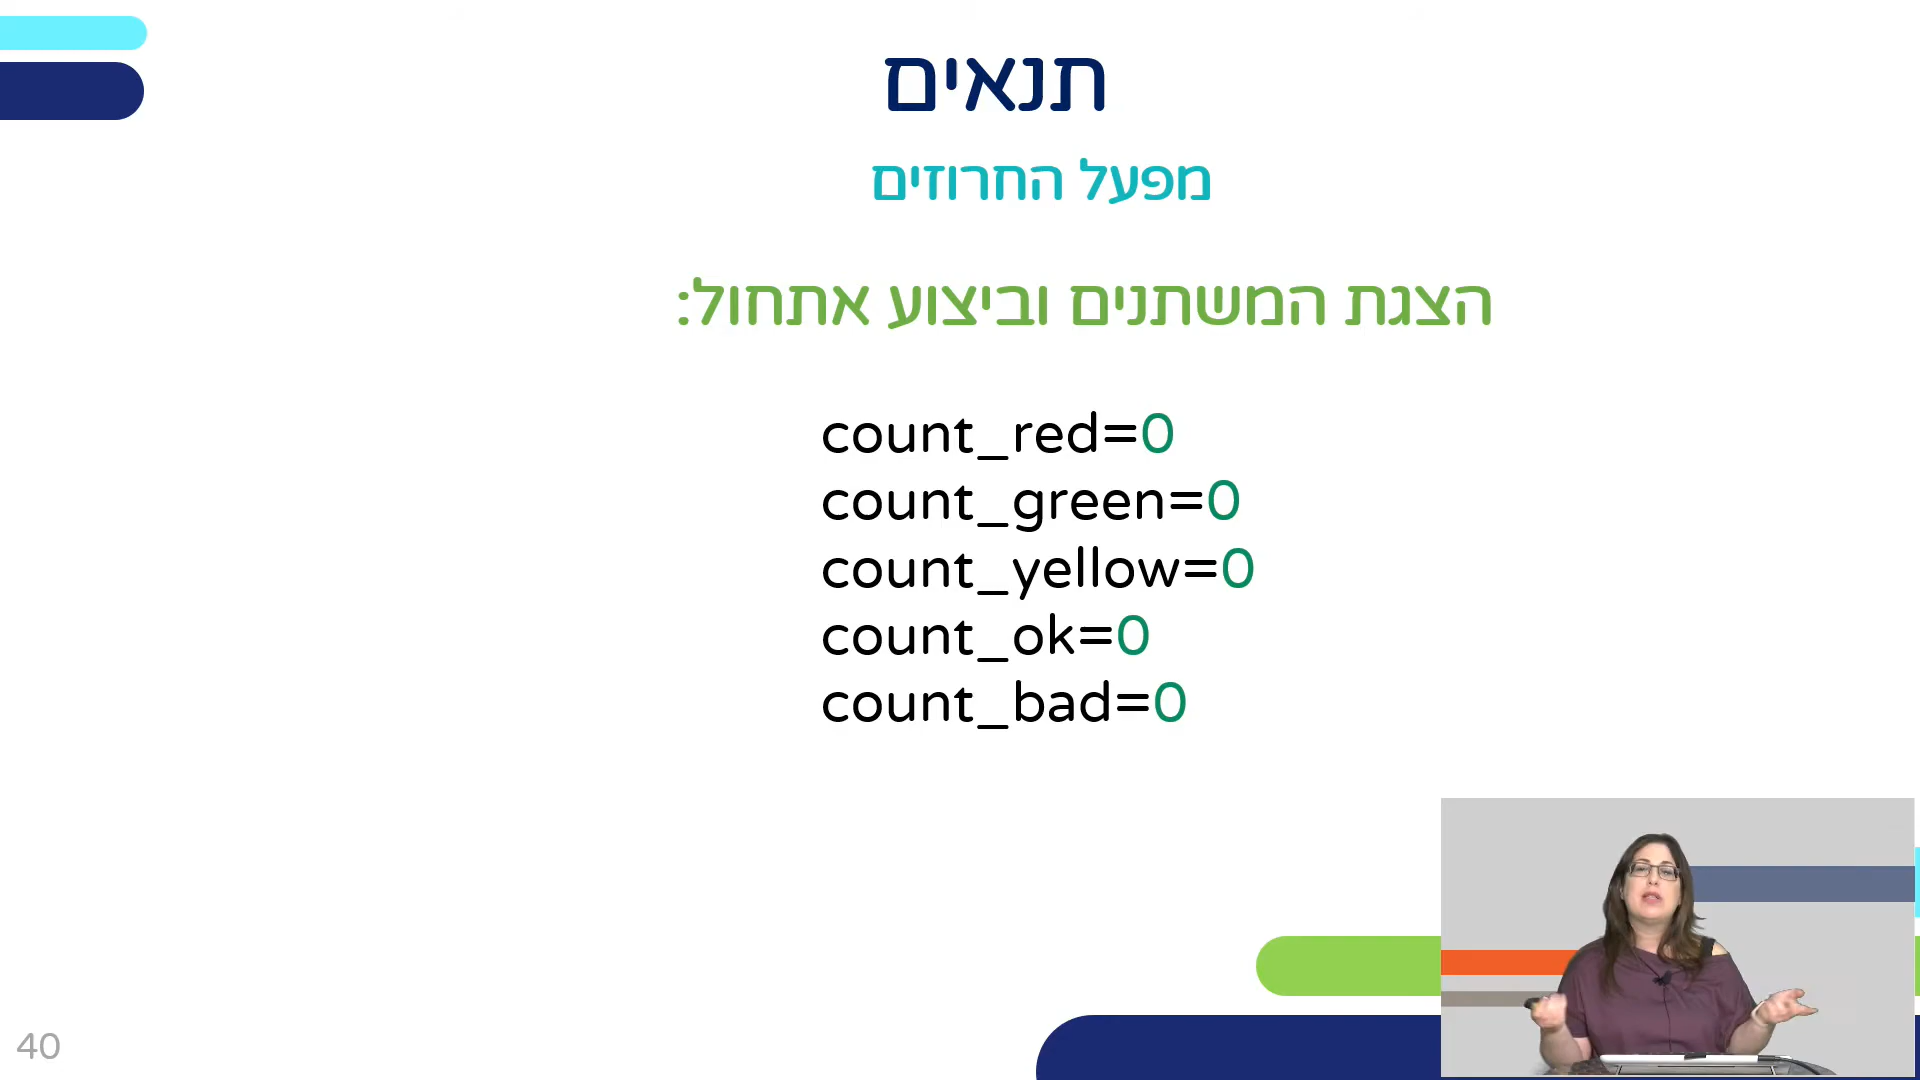 תנאים
מפעל החרוזים
הצגת המשתנים וביצוע אתחול:
count_red=0
count_green=0
count_yellow=0
count_ok=0
count_bad=0
40